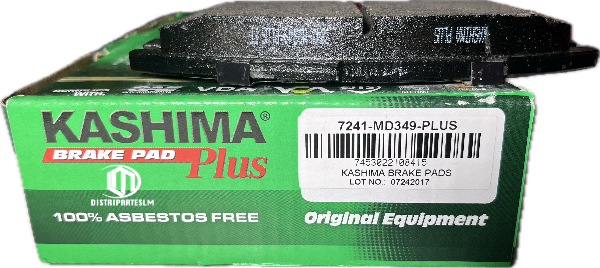 KASHIMA®
BRAKE PAD Plus
DISTRIPARTESLM
100% ASBESTOS FREE
7241-MD349-PLUS
7453022108415
KASHIMA BRAKE PADS
LOT NO.: 07242017
Original Equipment